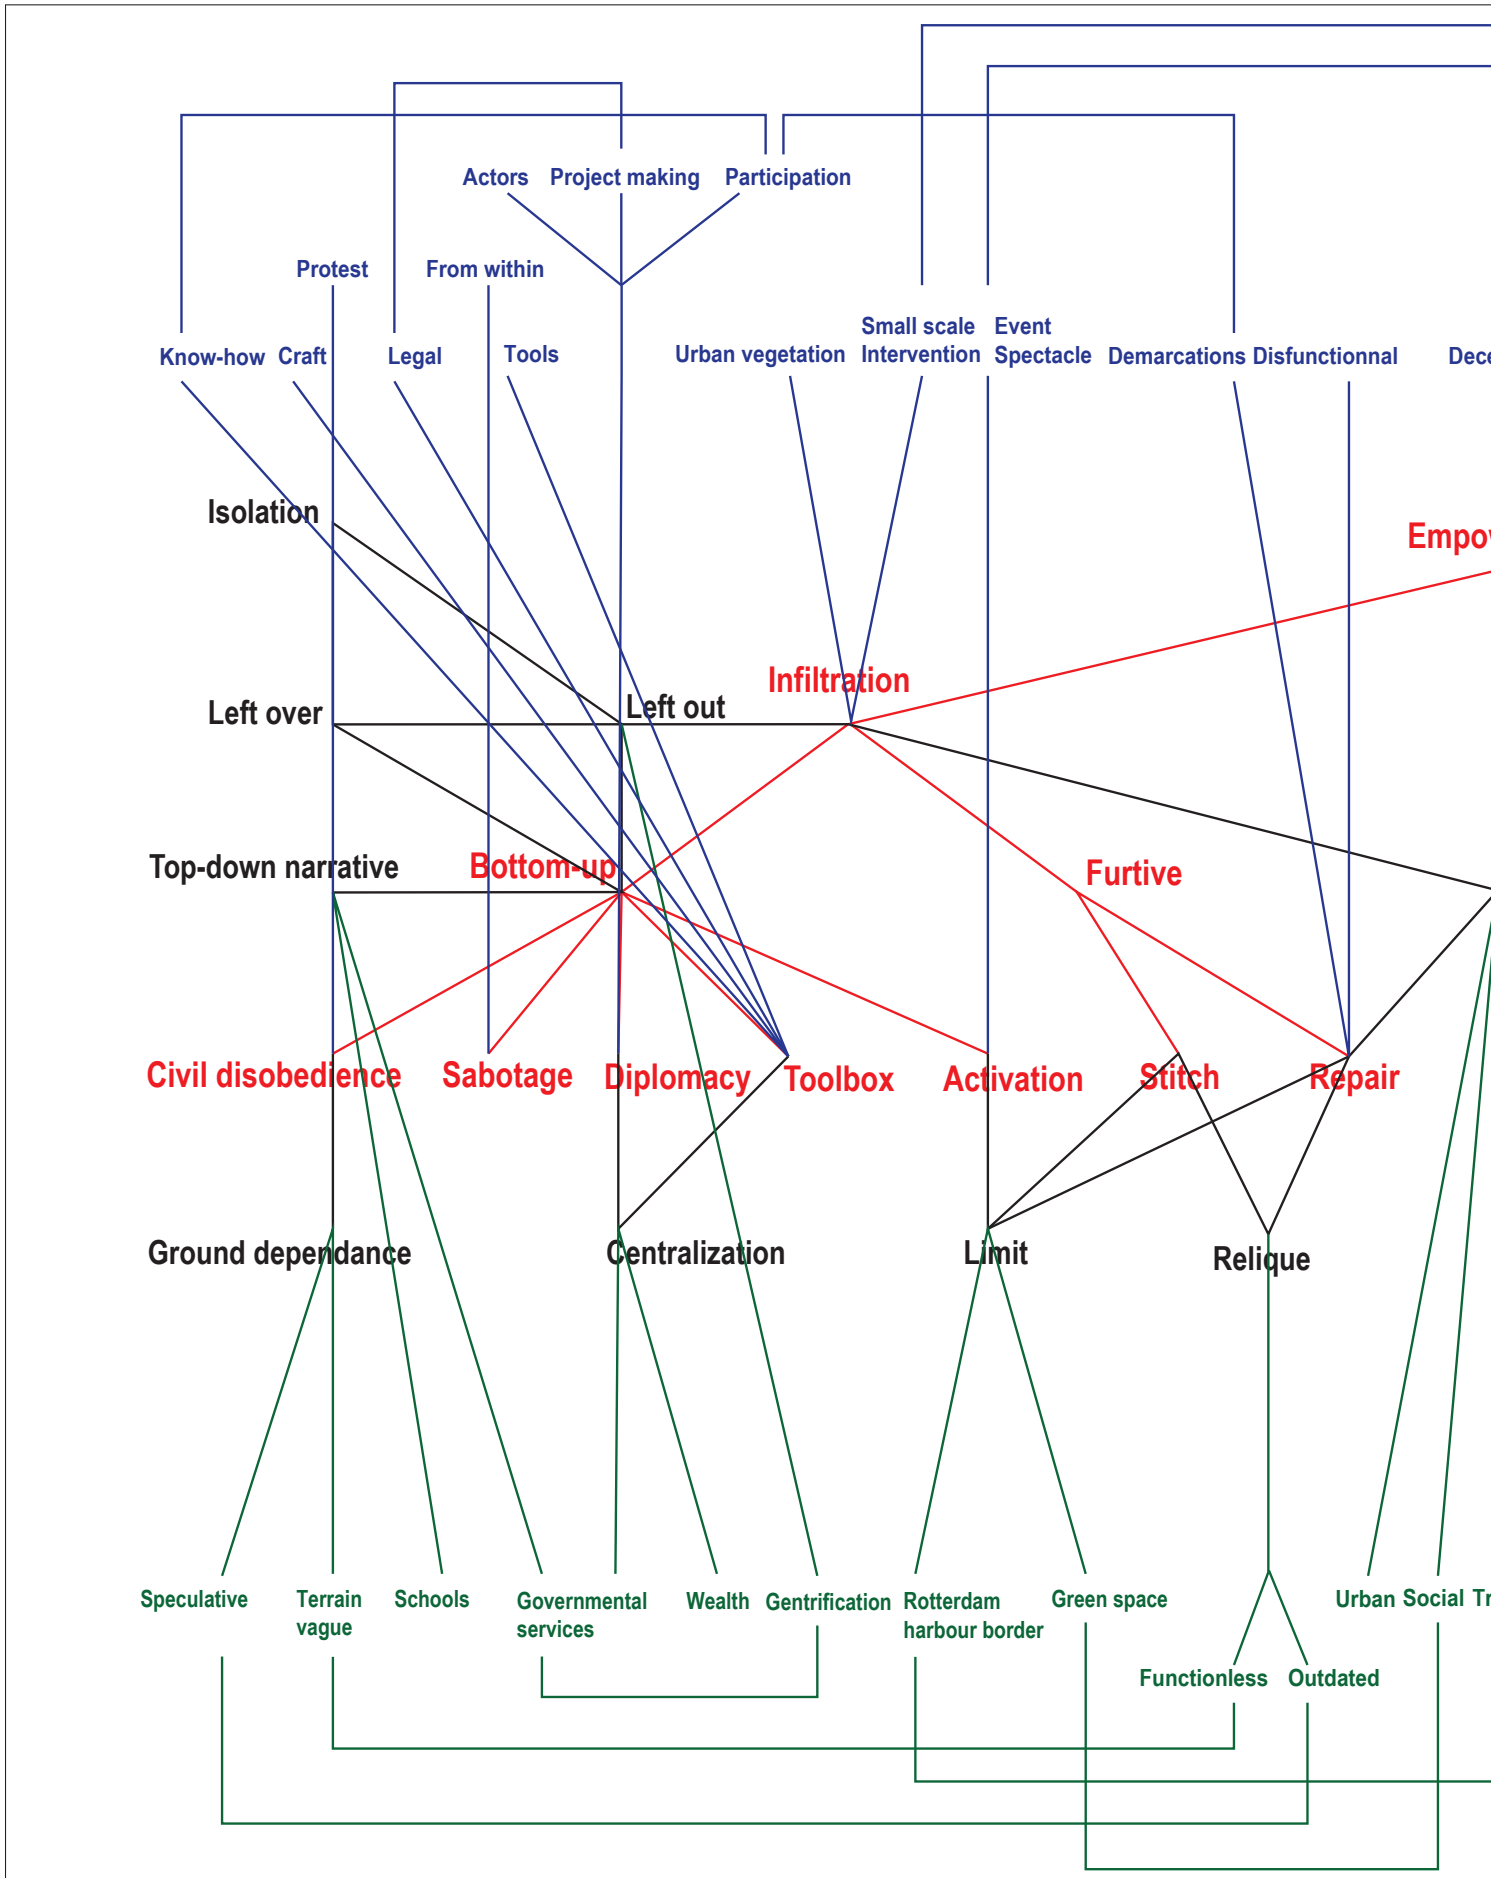 Actors Project making Participation
Protest From within
Small scale Event
Know-how Craft Legal Tools Urban vegetation Intervention Spectacle Demarcations Disfunctionnal
Isolation
Infiltration
Left over Left out
Top-down narrative Bottom-up Furtive
Civil disobedience Sabotage Diplomacy Toolbox Activation Stitch Repair
Ground dependance Centralization Limit Relique
Speculative Terrain Schools Governmental Wealth Gentrification Rotterdam Green space Urban Social
vague services harbour border
Functionless Outdated